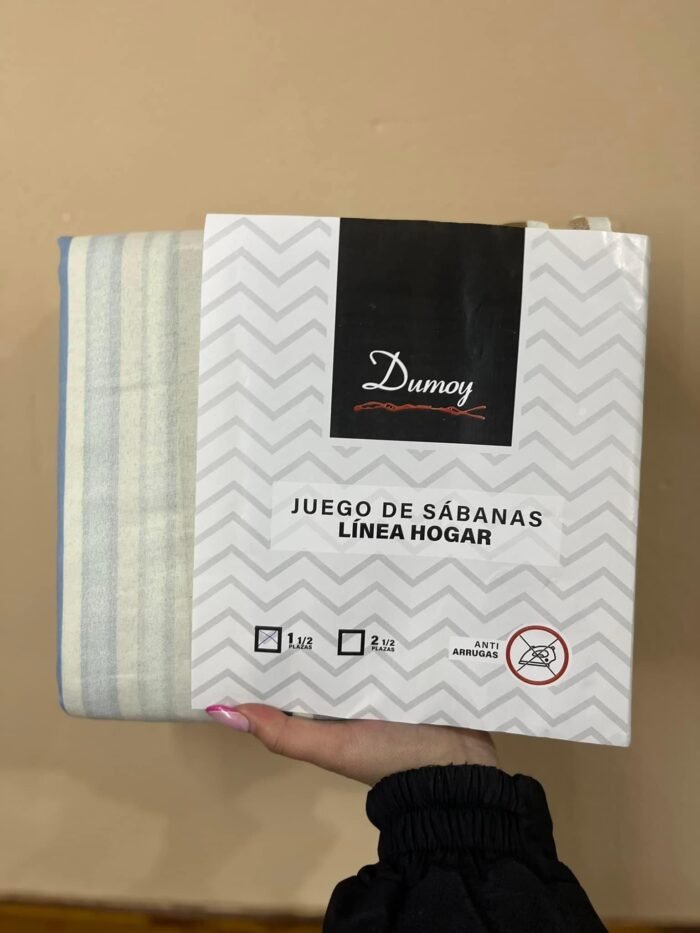 Dumoy
JUEGO DE SÁBANAS
LÍNEA HOGAR
1 1/2
PLAZAS
2 1/2
PLAZAS
ANTI
ARRUGAS